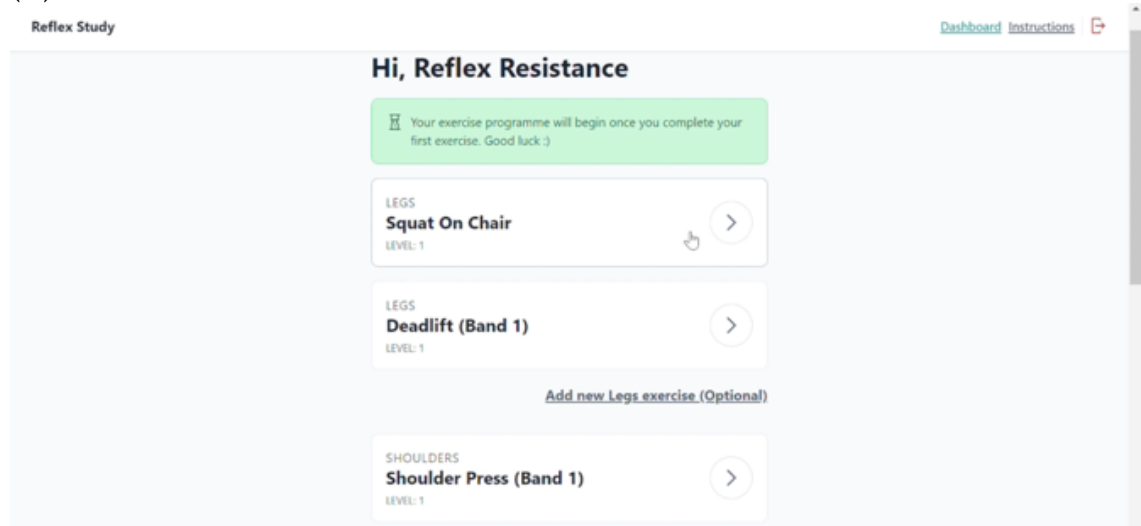 Reflex Study
Dashboard Instructions
Hi, Reflex Resistance
Your exercise programme will begin once you complete your
first exercise. Good luck :)
LEGS
Squat On Chair
LEVEL: 1
LEGS
Deadlift (Band 1)
LEVEL: 1
Add new Legs exercise (Optional)
SHOULDERS
Shoulder Press (Band 1)
LEVEL: 1